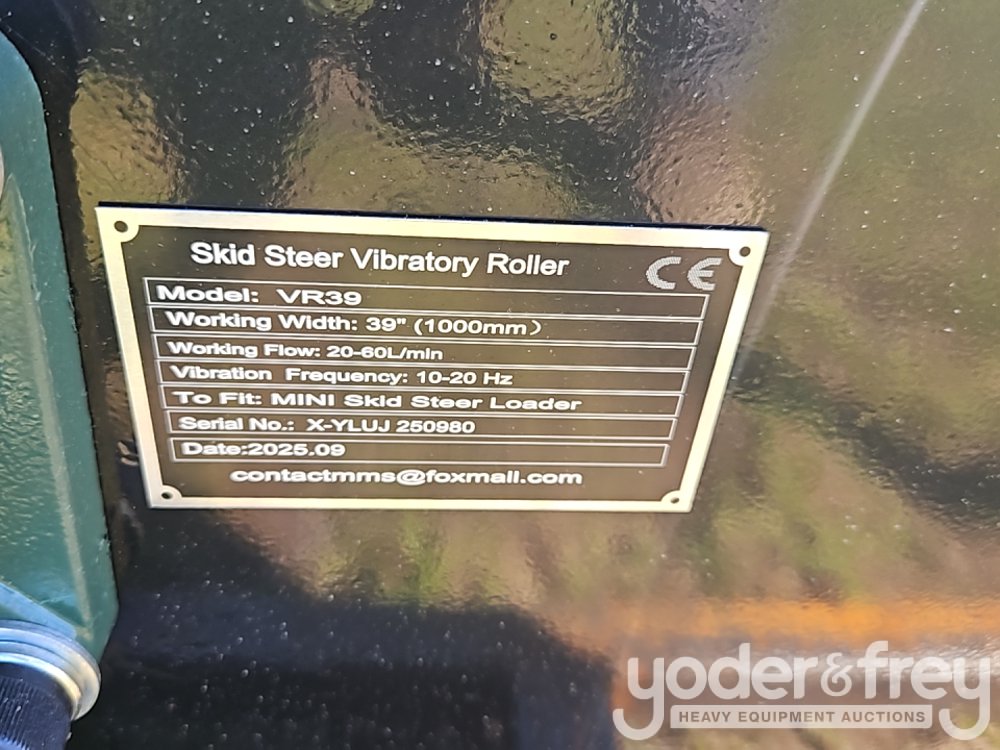 Skid Steer Vibratory Roller
CE
Model: VR39
Working Width: 39" (1000mm）
Working Flow: 20-60L/min
Vibration Frequency: 10-20 Hz
To Fit: MINI Skid Steer Loader
Serial No.: X-YLUJ 250980
Date:2025.09
contactmms@foxmail.com
yoder&frey
HEAVY EQUIPMENT AUCTIONS